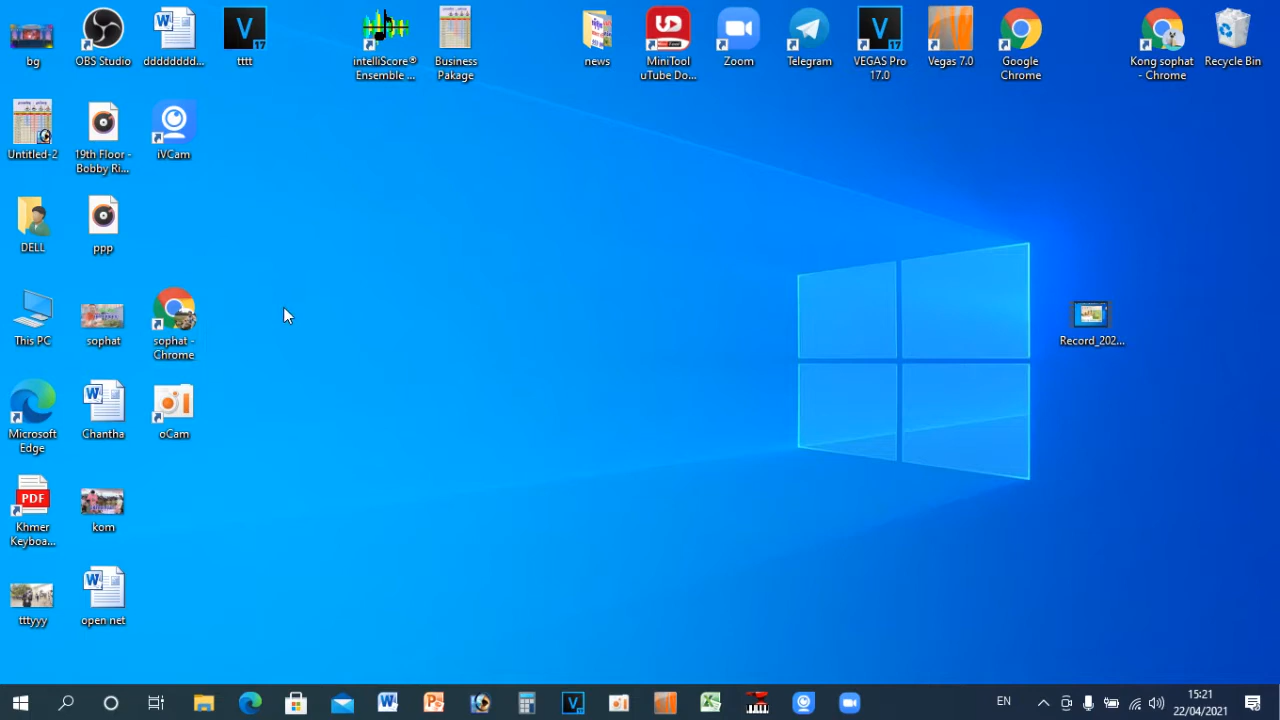 bg
OBS Studio
ddddddddd...
tttt
intelliScore®
Ensemble ...
Business
Pakage
news
MiniTool
uTube Do...
Zoom
Telegram
VEGAS Pro
17.0
Vegas 7.0
Google
Chrome
Kong sophat
- Chrome
Recycle Bin
Untitled-2
19th Floor -
Bobby Ri...
iVCam
DELL
ppp
This PC
sophat
sophat -
Chrome
Record_202...
Microsoft
Edge
Chantha
oCam
PDF
Khmer
Keyboa...
kom
tttyyy
open net
EN
15:21
22/04/2021